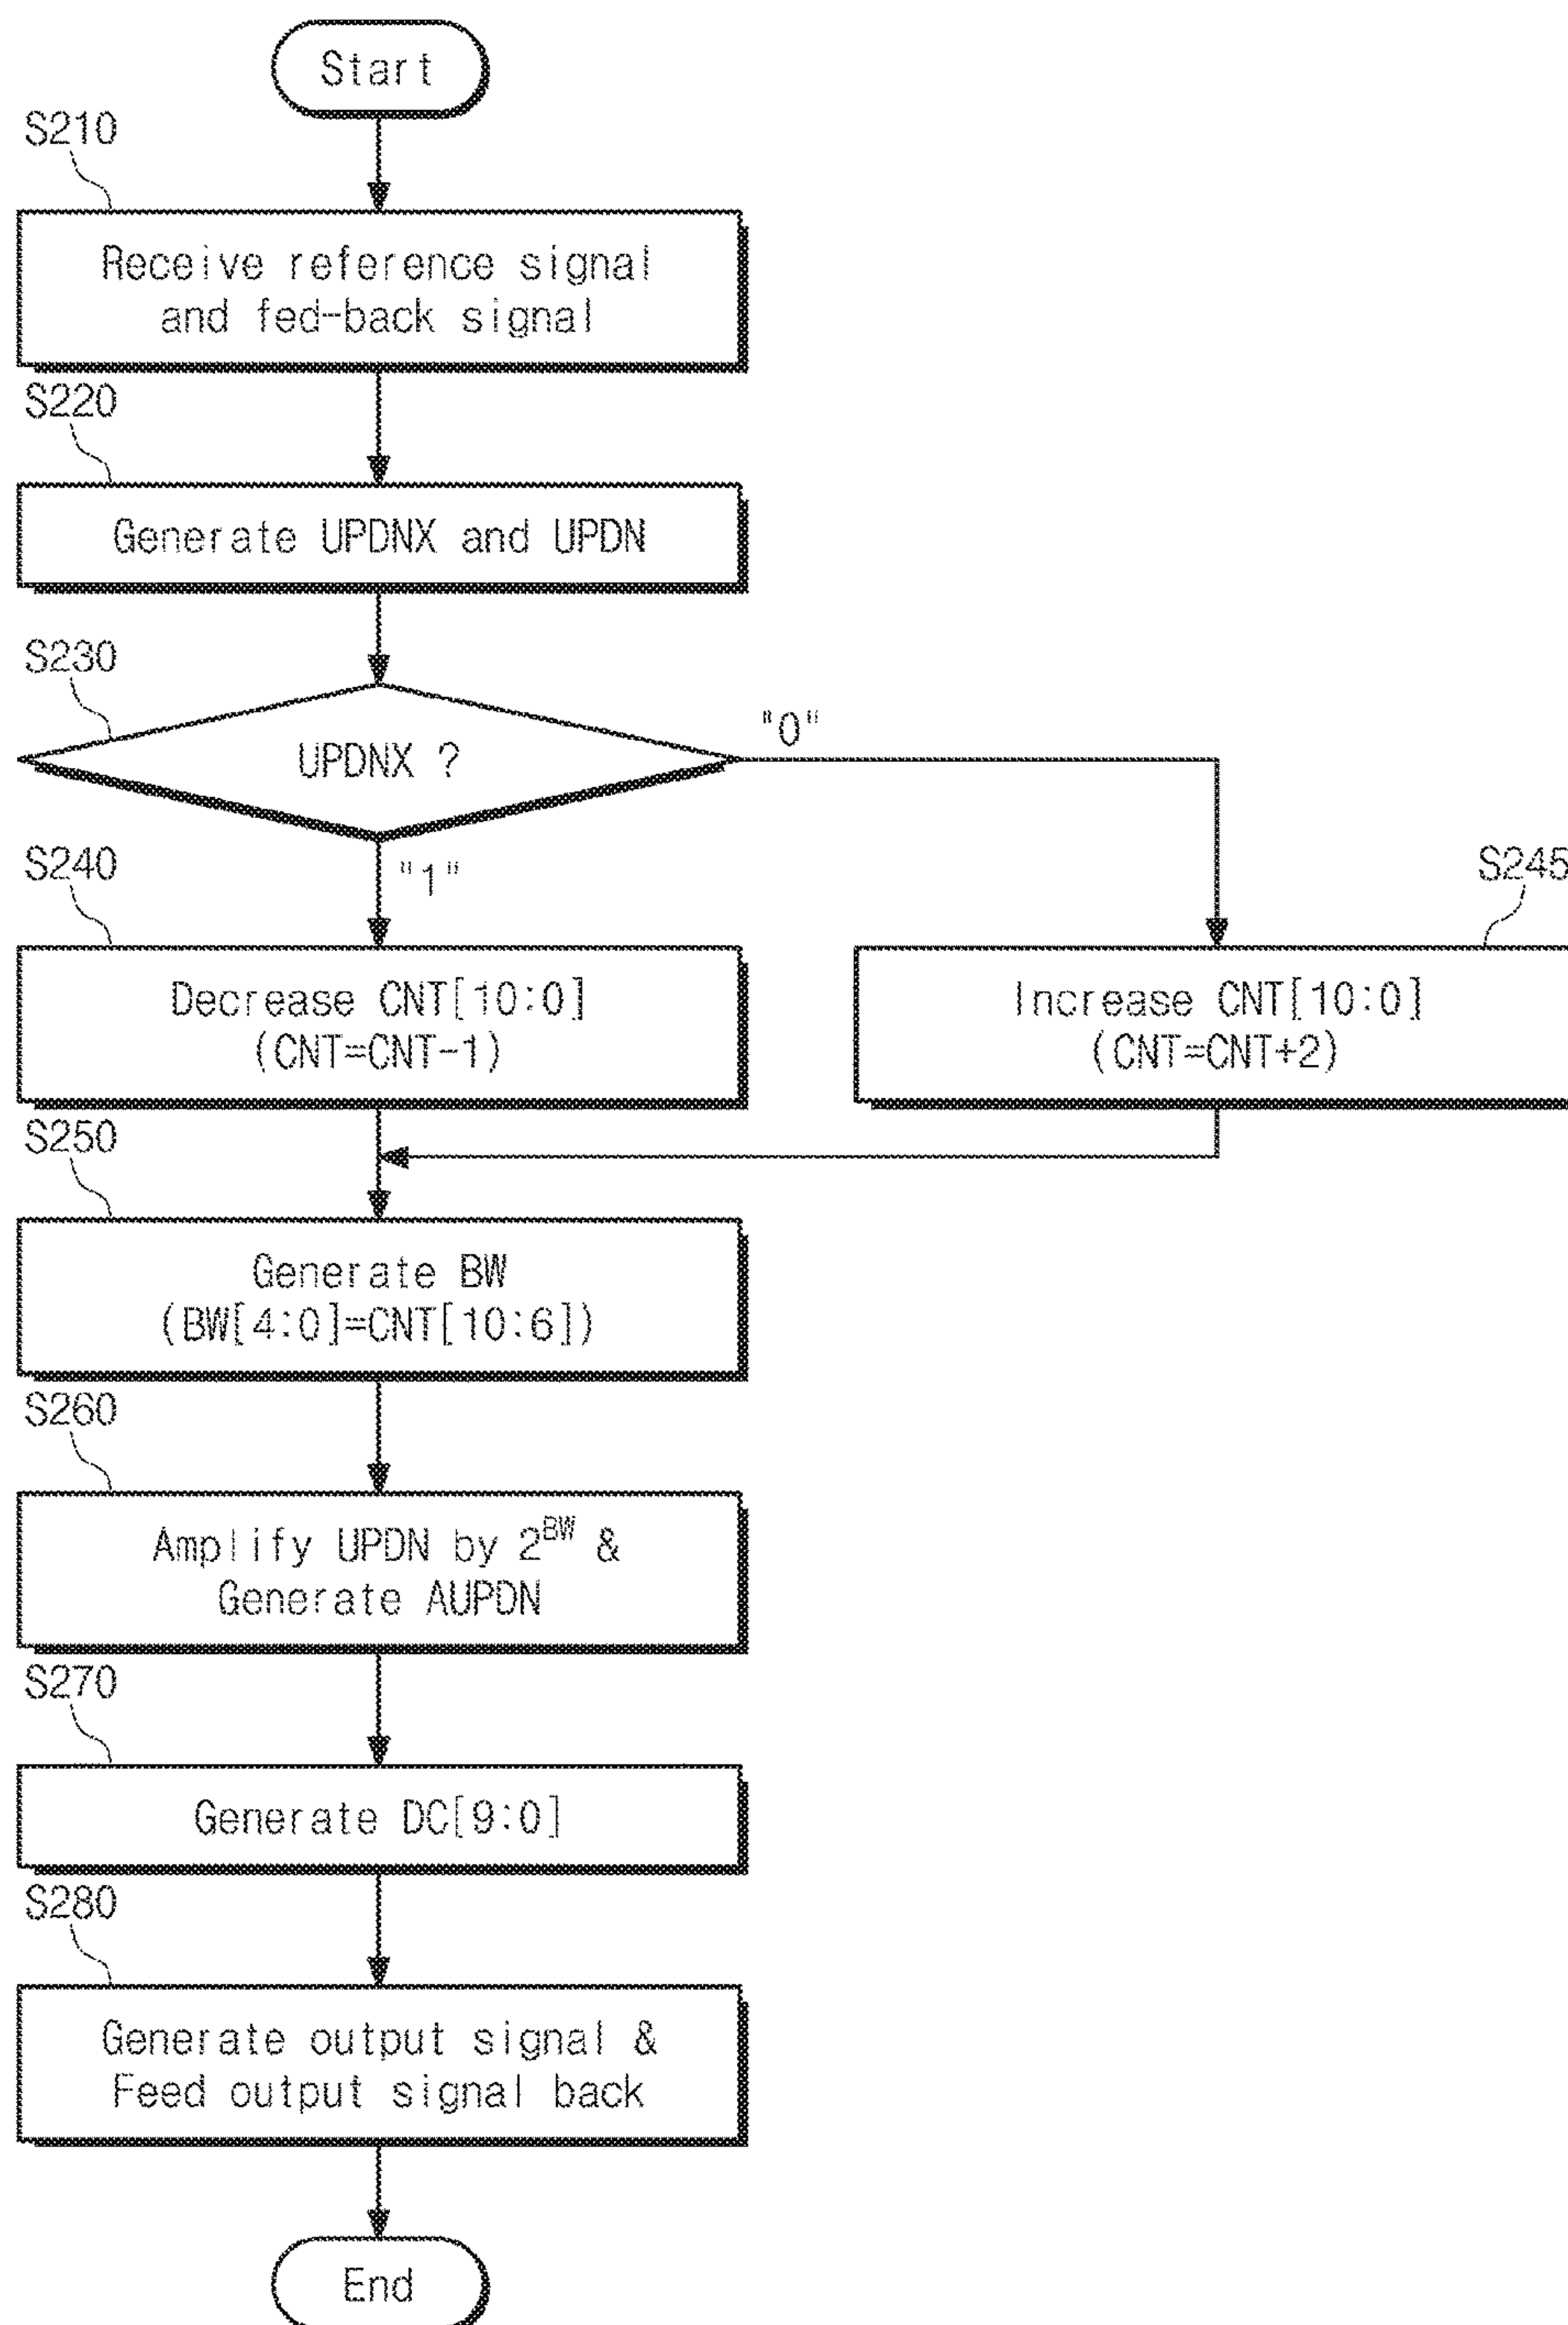 Start
S210
Receive reference signal
and fed-back signal
S220
Generate UPDNX and UPDN
S230
UPDNX ?
"0"
"1"
S240
Decrease CNT[10:0]
(CNT=CNT-1)
S245
Increase CNT[10:0]
(CNT=CNT+2)
S250
Generate BW
(BW[4:0]=CNT[10:6])
S260
Amplify UPDN by 2^BW &
Generate AUPDN
S270
Generate DC[9:0]
S280
Generate output signal &
Feed output signal back
End